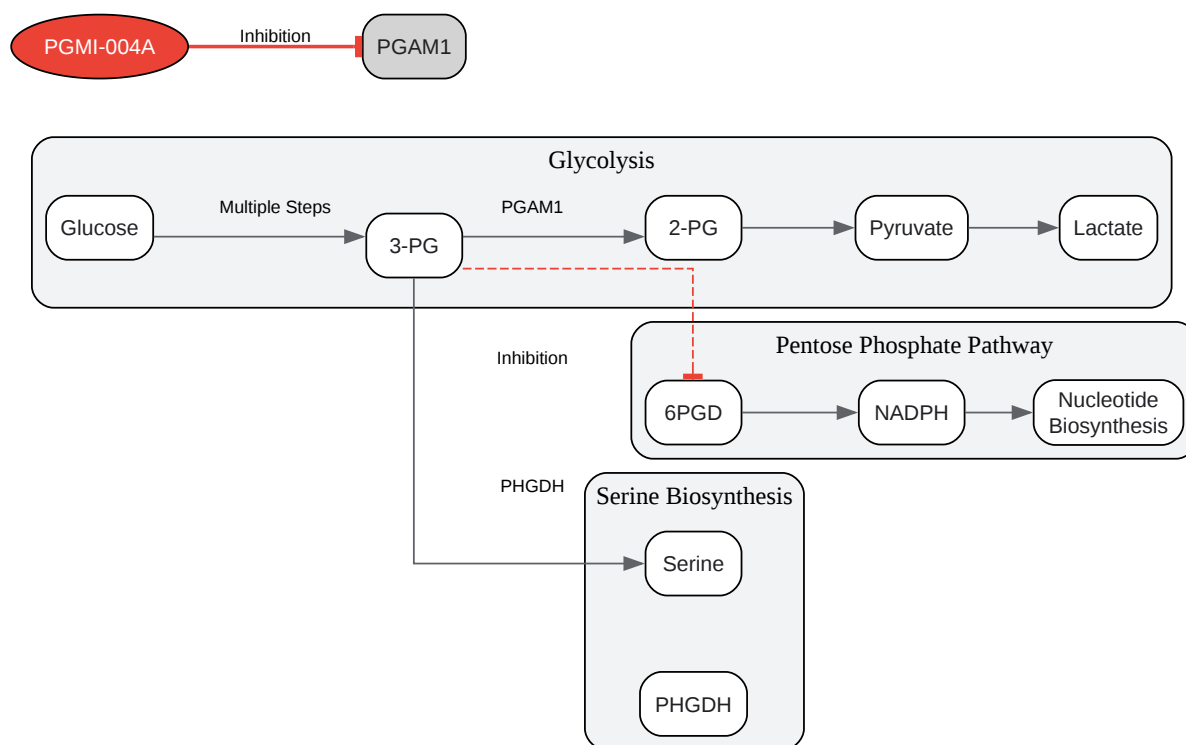 PGMI-004A
Inhibition
PGAM1
Glycolysis
Glucose
Multiple Steps
3-PG
PGAM1
2-PG
Pyruvate
Lactate
Inhibition
Pentose Phosphate Pathway
6PGD
NADPH
Nucleotide
Biosynthesis
PHGDH
Serine Biosynthesis
Serine
PHGDH